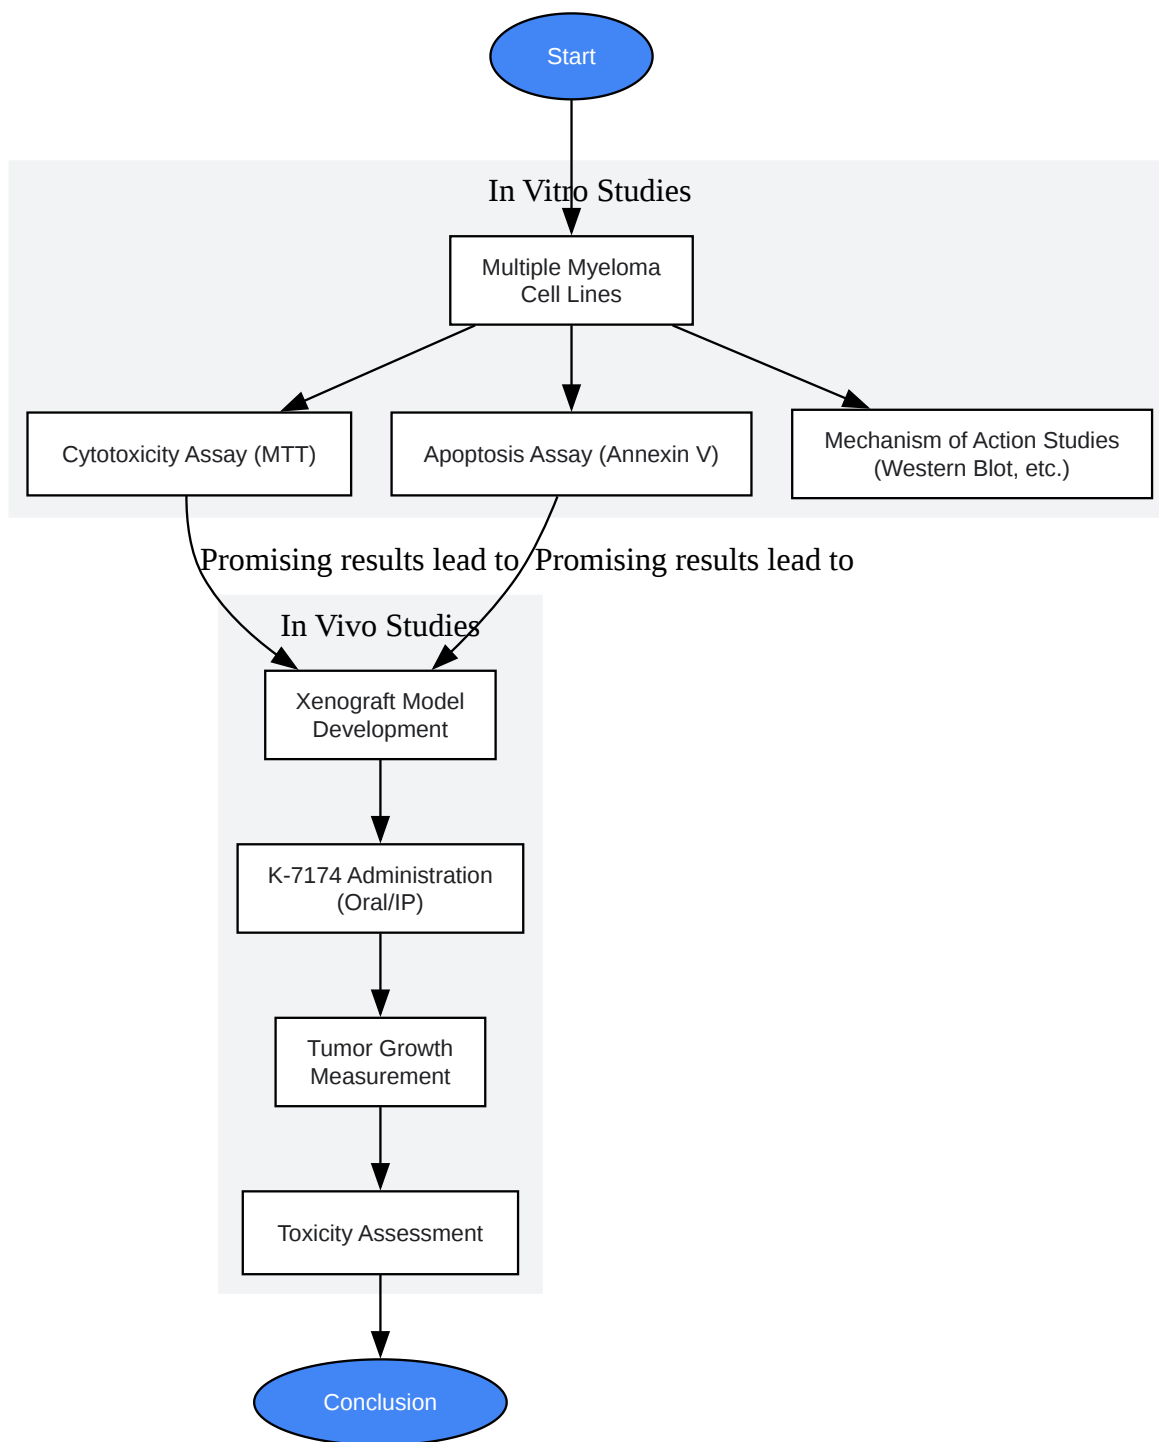 Start
In Vitro Studies
Multiple Myeloma
Cell Lines
Cytotoxicity Assay (MTT)
Apoptosis Assay (Annexin V)
Mechanism of Action Studies
(Western Blot, etc.)
Promising results lead to
Promising results lead to
In Vivo Studies
Xenograft Model
Development
K-7174 Administration
(Oral/IP)
Tumor Growth
Measurement
Toxicity Assessment
Conclusion